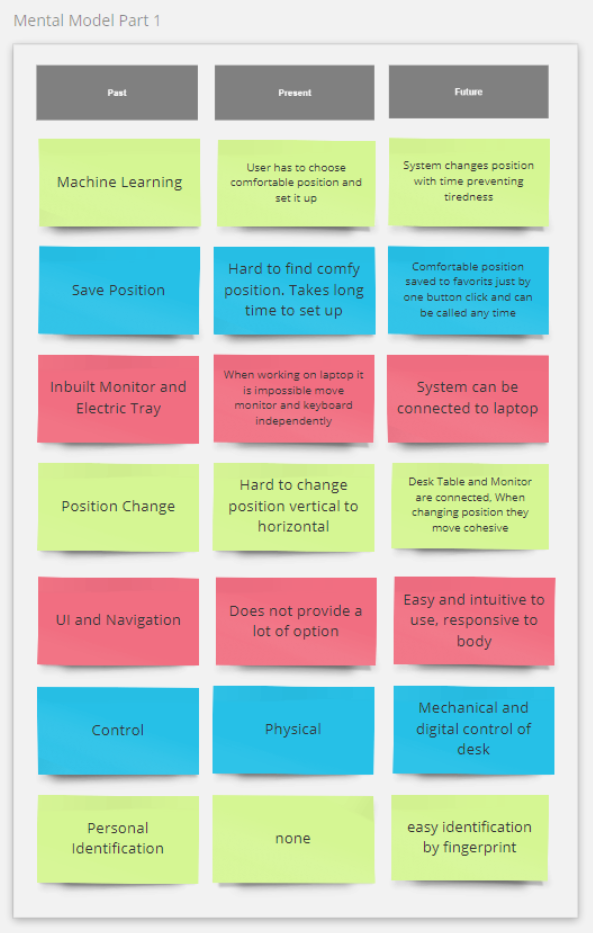 Mental Model Part 1
Past
Present
Future
Machine Learning
User has to choose
comfortable position and
set it up
System changes position
with time preventing
tiredness
Save Position
Hard to find comfy
position. Takes long
time to set up
Comfortable position
saved to favorits just by
one button click and can
be called any time
Inbuilt Monitor and
Electric Tray
When working on laptop it
is impossible move
monitor and keyboard
independently
System can be
connected to laptop
Position Change
Hard to change
position vertical to
horizontal
Desk Table and Monitor
are connected, When
changing position they
move cohesive
UI and Navigation
Does not provide a
lot of option
Easy and intuitive to
use, responsive to
body
Control
Physical
Mechanical and
digital control of
desk
Personal
Identification
none
easy identification
by fingerprint